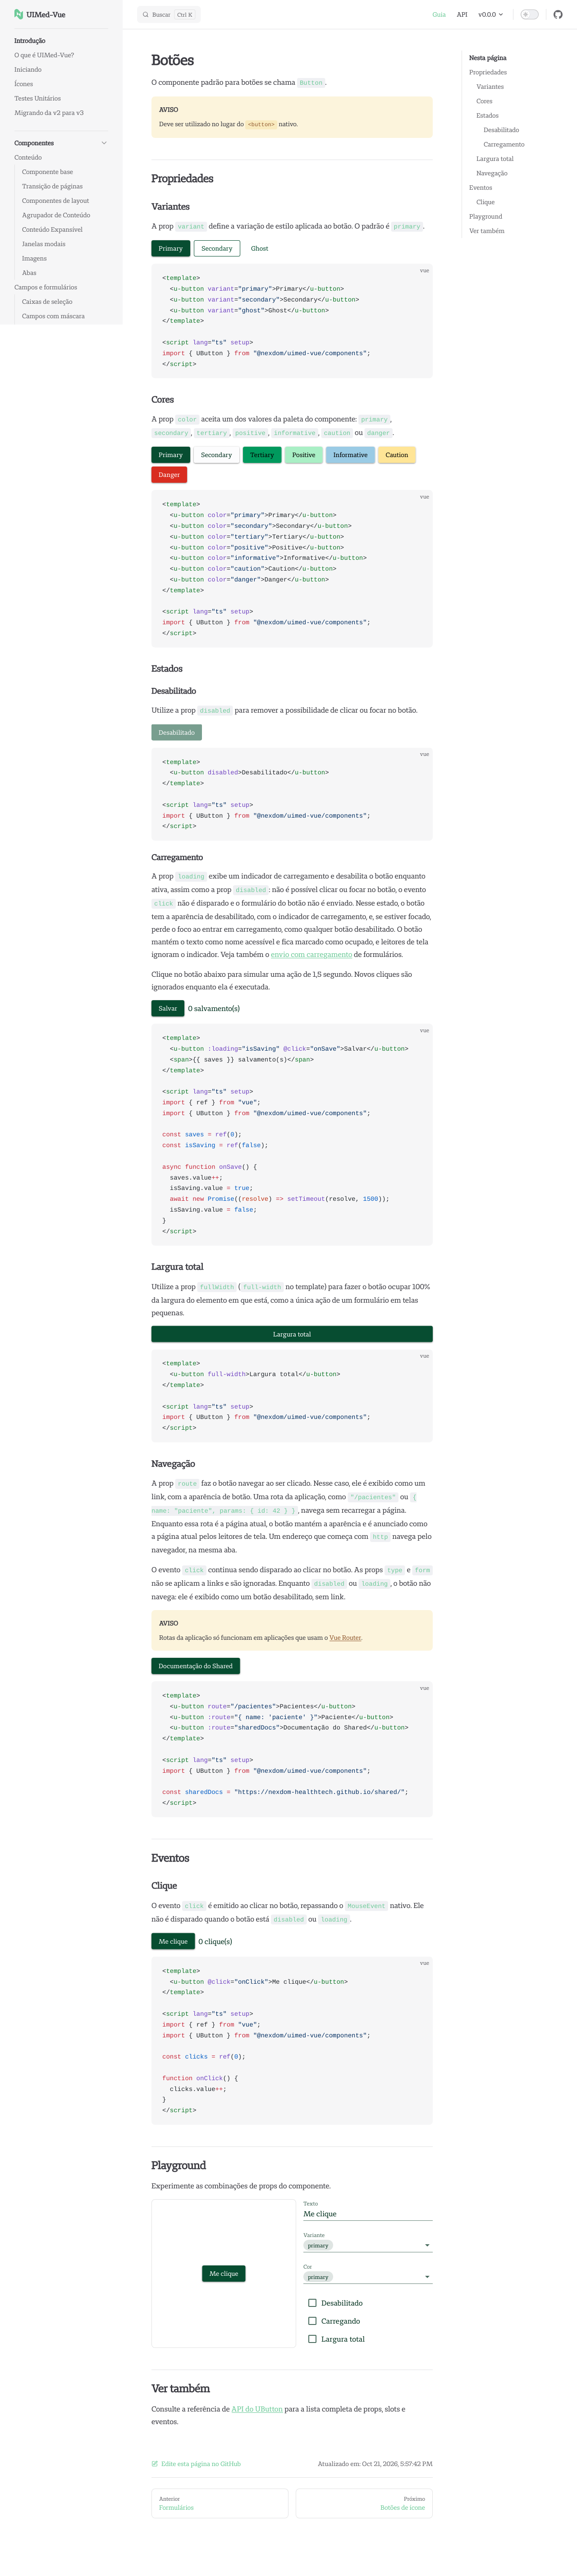 UIMed-Vue
Buscar Ctrl K
Guia
API
v0.0.0
Introdução
O que é UIMed-Vue?
Iniciando
Ícones
Testes Unitários
Migrando da v2 para v3
Componentes
Conteúdo
Componente base
Transição de páginas
Componentes de layout
Agrupador de Conteúdo
Conteúdo Expansível
Janelas modais
Imagens
Abas
Campos e formulários
Caixas de seleção
Campos com máscara
Botões
O componente padrão para botões se chama Button.
AVISO
Deve ser utilizado no lugar do <button> nativo.
Propriedades
Variantes
A prop variant define a variação de estilo aplicada ao botão. O padrão é primary.
Primary Secondary Ghost
vue
<template>
<u-button variant="primary">Primary</u-button>
<u-button variant="secondary">Secondary</u-button>
<u-button variant="ghost">Ghost</u-button>
</template>
<script lang="ts" setup>
import { UButton } from "@nexdom/uimed-vue/components";
</script>
Cores
A prop color aceita um dos valores da paleta do componente: primary,
secondary, tertiary, positive, informative, caution ou danger.
Primary Secondary Tertiary Positive Informative Caution
Danger
vue
<template>
<u-button color="primary">Primary</u-button>
<u-button color="secondary">Secondary</u-button>
<u-button color="tertiary">Tertiary</u-button>
<u-button color="positive">Positive</u-button>
<u-button color="informative">Informative</u-button>
<u-button color="caution">Caution</u-button>
<u-button color="danger">Danger</u-button>
</template>
<script lang="ts" setup>
import { UButton } from "@nexdom/uimed-vue/components";
</script>
Estados
Desabilitado
Utilize a prop disabled para remover a possibilidade de clicar ou focar no botão.
Desabilitado
vue
<template>
<u-button disabled>Desabilitado</u-button>
</template>
<script lang="ts" setup>
import { UButton } from "@nexdom/uimed-vue/components";
</script>
Carregamento
A prop loading exibe um indicador de carregamento e desabilita o botão enquanto
ativa, assim como a prop disabled: não é possível clicar ou focar no botão, o evento
click não é disparado e o formulário do botão não é enviado. Nesse estado, o botão
tem a aparência de desabilitado, com o indicador de carregamento, e, se estiver focado,
perde o foco ao entrar em carregamento, como qualquer botão desabilitado. O botão
mantém o texto como nome acessível e fica marcado como ocupado, e leitores de tela
ignoram o indicador. Veja também o envio com carregamento de formulários.
Clique no botão abaixo para simular uma ação de 1,5 segundo. Novos cliques são
ignorados enquanto ela é executada.
Salvar 0 salvamento(s)
vue
<template>
<u-button :loading="isSaving" @click="onSave">Salvar</u-button>
<span>{{ saves }} salvamento(s)</span>
</template>
<script lang="ts" setup>
import { ref } from "vue";
import { UButton } from "@nexdom/uimed-vue/components";
const saves = ref(0);
const isSaving = ref(false);
async function onSave() {
saves.value++;
isSaving.value = true;
await new Promise((resolve) => setTimeout(resolve, 1500));
isSaving.value = false;
}
</script>
Largura total
Utilize a prop fullWidth (full-width no template) para fazer o botão ocupar 100%
da largura do elemento em que está, como a única ação de um formulário em telas
pequenas.
Largura total
vue
<template>
<u-button full-width>Largura total</u-button>
</template>
<script lang="ts" setup>
import { UButton } from "@nexdom/uimed-vue/components";
</script>
Navegação
A prop route faz o botão navegar ao ser clicado. Nesse caso, ele é exibido como um
link, com a aparência de botão. Uma rota da aplicação, como "/pacientes" ou {
name: "paciente", params: { id: 42 } }, navega sem recarregar a página.
Enquanto essa rota é a página atual, o botão mantém a aparência e é anunciado como
a página atual pelos leitores de tela. Um endereço que começa com http navega pelo
navegador, na mesma aba.
O evento click continua sendo disparado ao clicar no botão. As props type e form
não se aplicam a links e são ignoradas. Enquanto disabled ou loading, o botão não
navega: ele é exibido como um botão desabilitado, sem link.
AVISO
Rotas da aplicação só funcionam em aplicações que usam o Vue Router.
Documentação do Shared
vue
<template>
<u-button route="/pacientes">Pacientes</u-button>
<u-button :route="{ name: 'paciente' }">Paciente</u-button>
<u-button :route="sharedDocs">Documentação do Shared</u-button>
</template>
<script lang="ts" setup>
import { UButton } from "@nexdom/uimed-vue/components";
const sharedDocs = "https://nexdom-healthtech.github.io/shared/";
</script>
Eventos
Clique
O evento click é emitido ao clicar no botão, repassando o MouseEvent nativo. Ele
não é disparado quando o botão está disabled ou loading.
Me clique 0 clique(s)
vue
<template>
<u-button @click="onClick">Me clique</u-button>
</template>
<script lang="ts" setup>
import { ref } from "vue";
import { UButton } from "@nexdom/uimed-vue/components";
const clicks = ref(0);
function onClick() {
clicks.value++;
}
</script>
Playground
Experimente as combinações de props do componente.
Me clique
Texto
Me clique
Variante
primary
Cor
primary
Desabilitado
Carregando
Largura total
Ver também
Consulte a referência de API do UButton para a lista completa de props, slots e
eventos.
Edite esta página no GitHub
Atualizado em: Oct 21, 2026, 5:57:42 PM
Anterior
Formulários
Próximo
Botões de ícone
Nesta página
Propriedades
Variantes
Cores
Estados
Desabilitado
Carregamento
Largura total
Navegação
Eventos
Clique
Playground
Ver também